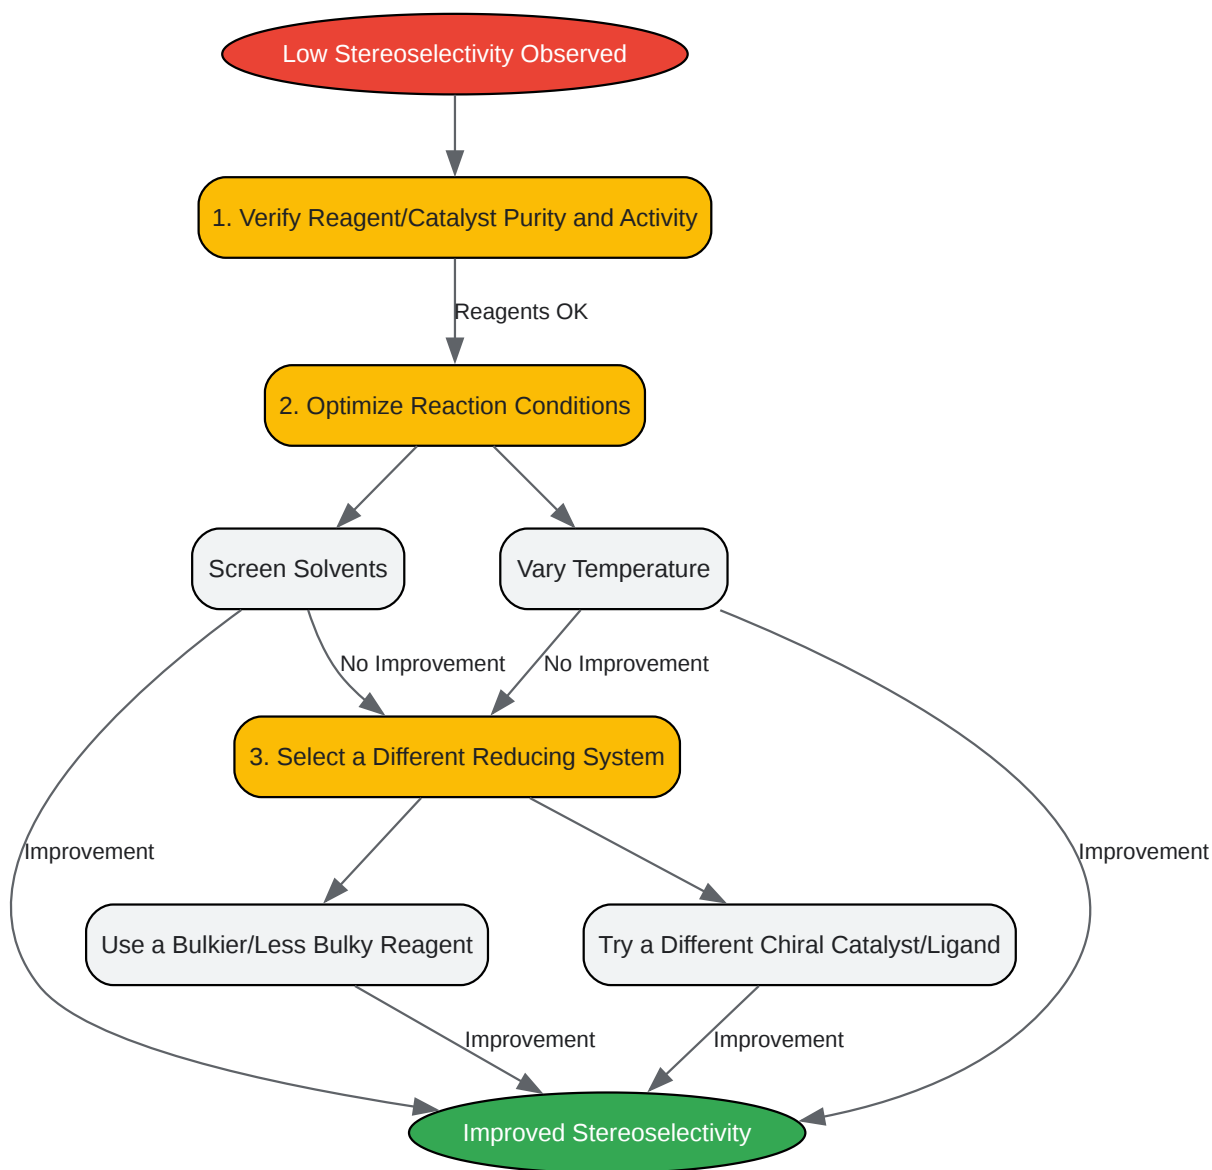 Low Stereoselectivity Observed
1. Verify Reagent/Catalyst Purity and Activity
Reagents OK
2. Optimize Reaction Conditions
Screen Solvents
Vary Temperature
No Improvement
No Improvement
3. Select a Different Reducing System
Improvement
Improvement
Use a Bulkier/Less Bulky Reagent
Try a Different Chiral Catalyst/Ligand
Improvement
Improvement
Improved Stereoselectivity